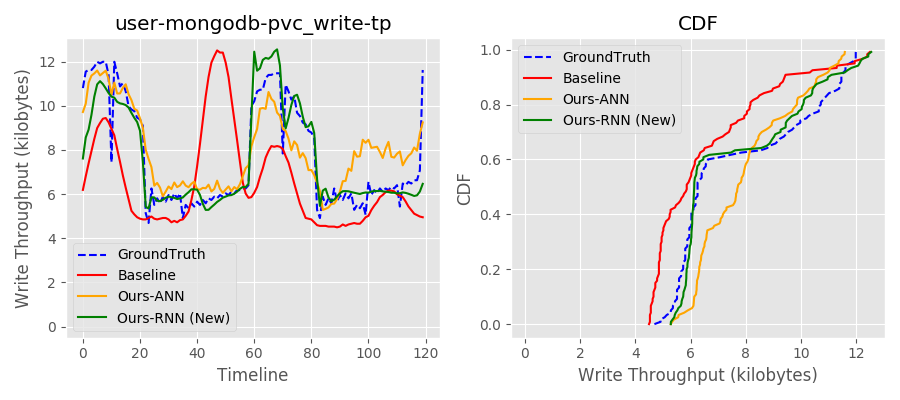 user-mongodb-pvc_write-tp
Write Throughput (kilobytes)
12
10
8
6
4
2
0
0
20
40
60
80
100
120
Timeline
GroundTruth
Baseline
Ours-ANN
Ours-RNN (New)
CDF
CDF
1.0
0.8
0.6
0.4
0.2
0.0
0
2
4
6
8
10
12
Write Throughput (kilobytes)
GroundTruth
Baseline
Ours-ANN
Ours-RNN (New)